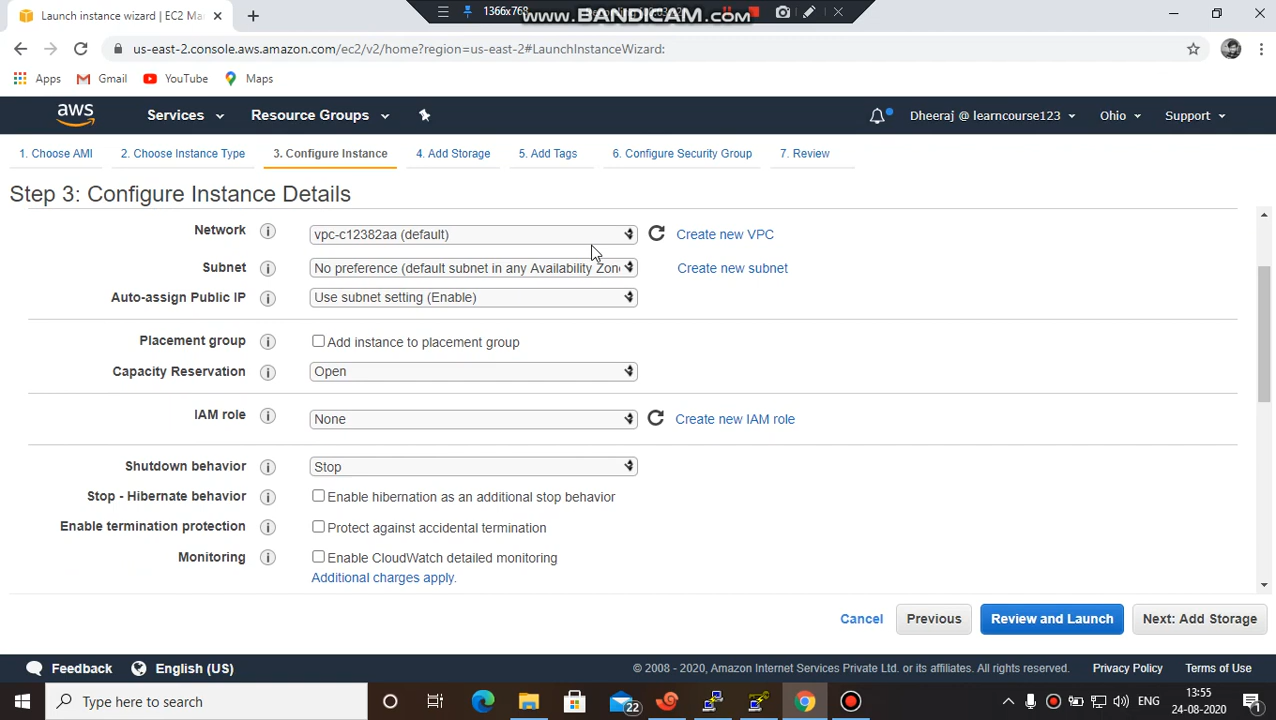 Launch instance wizard | EC2 Ma
1366x768
www.BANDICAM.com
us-east-2.console.aws.amazon.com/ec2/v2/home?region=us-east-2#LaunchInstanceWizard:
Apps Gmail YouTube Maps
aws Services Resource Groups Dheeraj @ learncourse123 Ohio Support
1. Choose AMI 2. Choose Instance Type 3. Configure Instance 4. Add Storage 5. Add Tags 6. Configure Security Group 7. Review
Step 3: Configure Instance Details
Network i vpc-c12382aa (default) Create new VPC
Subnet i No preference (default subnet in any Availability Zone Create new subnet
Auto-assign Public IP i Use subnet setting (Enable)
Placement group i Add instance to placement group
Capacity Reservation i Open
IAM role i None Create new IAM role
Shutdown behavior i Stop
Stop - Hibernate behavior i Enable hibernation as an additional stop behavior
Enable termination protection i Protect against accidental termination
Monitoring i Enable CloudWatch detailed monitoring
Additional charges apply.
Cancel Previous Review and Launch Next: Add Storage
Feedback English (US) © 2008 - 2020, Amazon Internet Services Private Ltd. or its affiliates. All rights reserved. Privacy Policy Terms of Use
Type here to search 22 ENG 13:55
24-08-2020 1